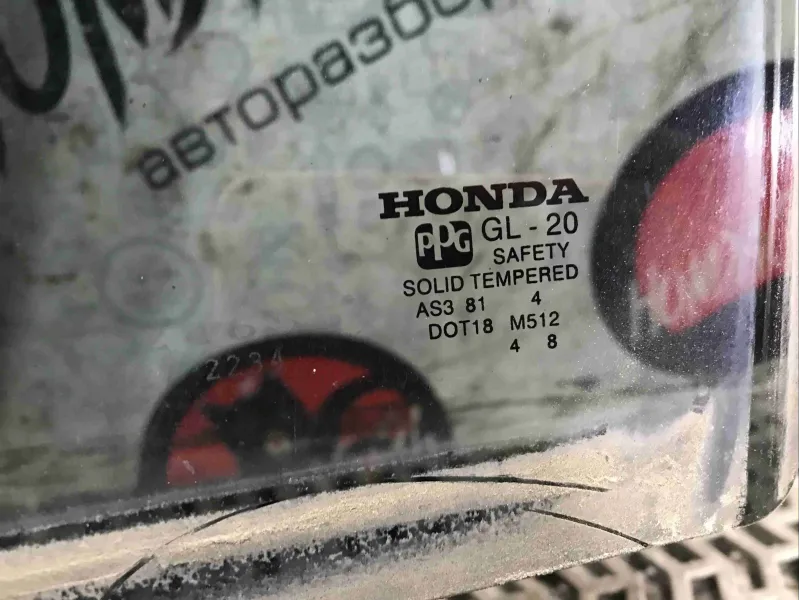 авторазбор
HONDA
PPG GL - 20
SAFETY
SOLID TEMPERED
AS3 81 4
DOT18 M512
4 8
2234